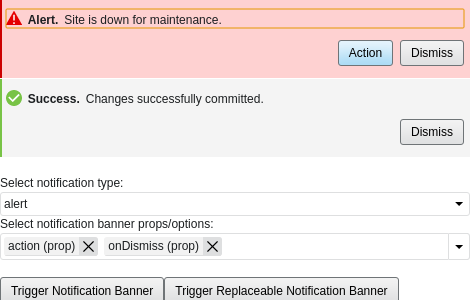 Alert. Site is down for maintenance.
Action Dismiss
Success. Changes successfully committed.
Dismiss
Select notification type:
alert
Select notification banner props/options:
action (prop) onDismiss (prop)
Trigger Notification Banner Trigger Replaceable Notification Banner